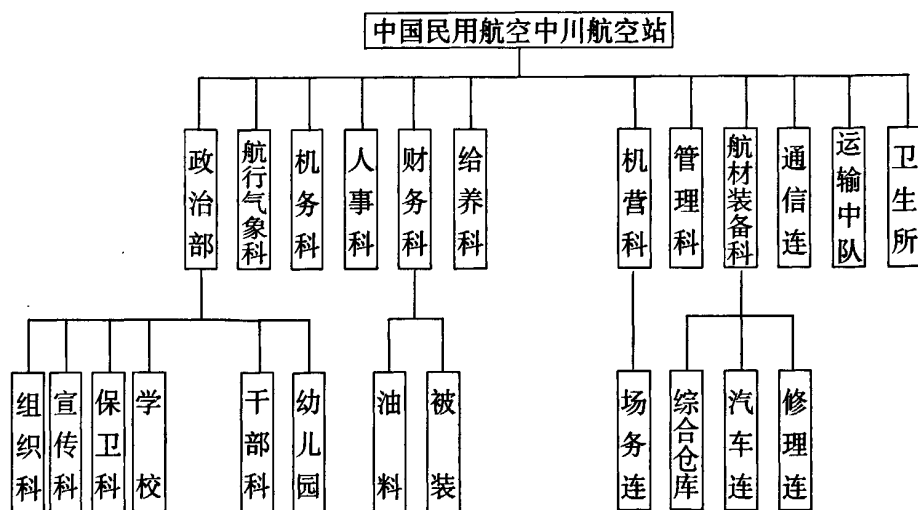 中国民用航空中川航空站
政治部
航行气象科
机务科
人事科
财务科
给养科
机营科
管理科
航材装备科
通信连
运输中队
卫生所
组织科
宣传科
保卫科
学校
干部科
幼儿园
油料
被装
场务连
综合仓库
汽车连
修理连